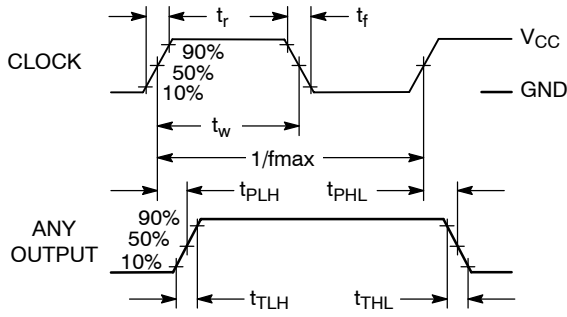 t_r t_f
V_CC
90%
CLOCK
50%
10%
GND
t_w
1/fmax
t_PLH t_PHL
90%
ANY
50%
OUTPUT
10%
t_TLH t_THL